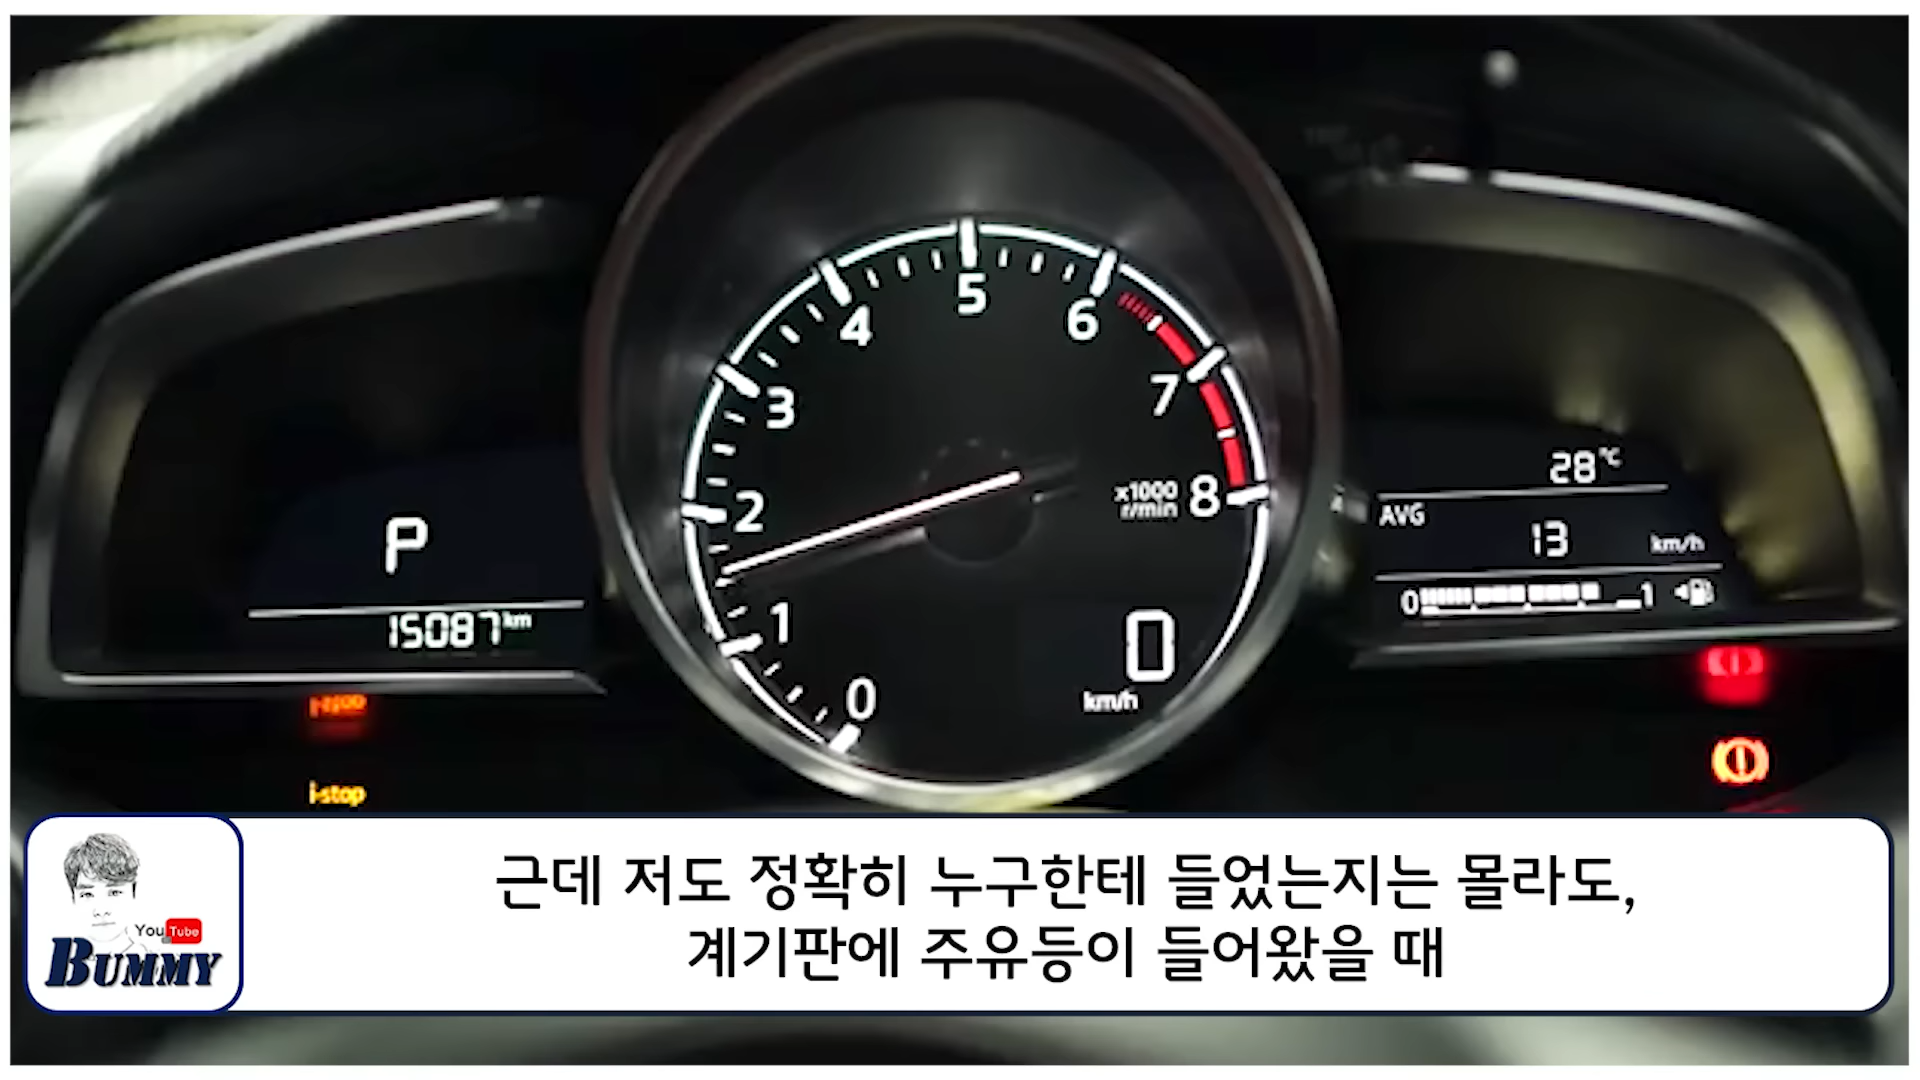 5
4
6
3
7
2
x1000
r/min
8
28℃
AVG
13
km/h
P
0
1
15087km
1
0
0
km/h
i-stop
근데 저도 정확히 누구한테 들었는지는 몰라도,
계기판에 주유등이 들어왔을 때
YouTube
BUMMY